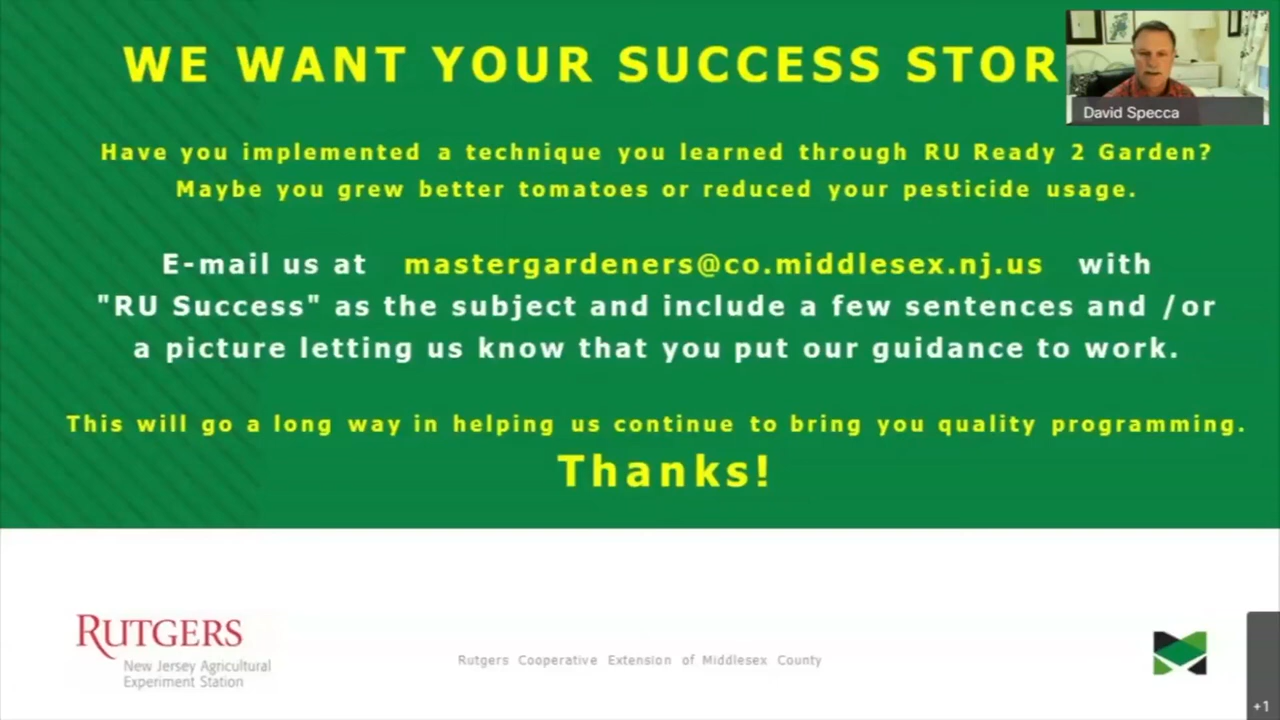 WE WANT YOUR SUCCESS STOR
David Specca
Have you implemented a technique you learned through RU Ready 2 Garden?
Maybe you grew better tomatoes or reduced your pesticide usage.
E-mail us at mastergardeners@co.middlesex.nj.us with
"RU Success" as the subject and include a few sentences and /or
a picture letting us know that you put our guidance to work.
This will go a long way in helping us continue to bring you quality programming.
Thanks!
RUTGERS
New Jersey Agricultural
Experiment Station
Rutgers Cooperative Extension of Middlesex County
+1